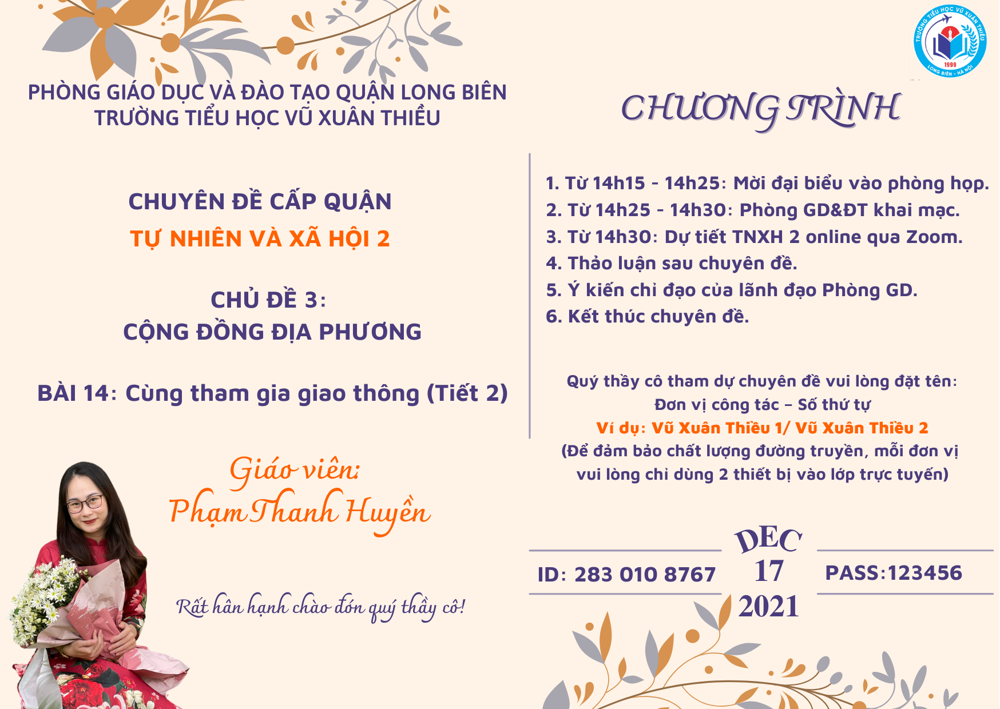 PHÒNG GIÁO DỤC VÀ ĐÀO TẠO QUẬN LONG BIÊN
TRƯỜNG TIỂU HỌC VŨ XUÂN THIỀU
CHUYÊN ĐỀ CẤP QUẬN
TỰ NHIÊN VÀ XÃ HỘI 2
CHỦ ĐỀ 3:
CỘNG ĐỒNG ĐỊA PHƯƠNG
BÀI 14: Cùng tham gia giao thông (Tiết 2)
Giáo viên:
Phạm Thanh Huyền
Rất hân hạnh chào đón quý thầy cô!
TRƯỜNG TIỂU HỌC VŨ XUÂN THIỀU
1999
LONG BIÊN - HÀ NỘI
CHƯƠNG TRÌNH
1. Từ 14h15 - 14h25: Mời đại biểu vào phòng họp.
2. Từ 14h25 - 14h30: Phòng GD&ĐT khai mạc.
3. Từ 14h30: Dự tiết TNXH 2 online qua Zoom.
4. Thảo luận sau chuyên đề.
5. Ý kiến chỉ đạo của lãnh đạo Phòng GD.
6. Kết thúc chuyên đề.
Quý thầy cô tham dự chuyên đề vui lòng đặt tên:
Đơn vị công tác – Số thứ tự
Ví dụ: Vũ Xuân Thiều 1/ Vũ Xuân Thiều 2
(Để đảm bảo chất lượng đường truyền, mỗi đơn vị
vui lòng chỉ dùng 2 thiết bị vào lớp trực tuyến)
ID: 283 010 8767
DEC
17
2021
PASS:123456